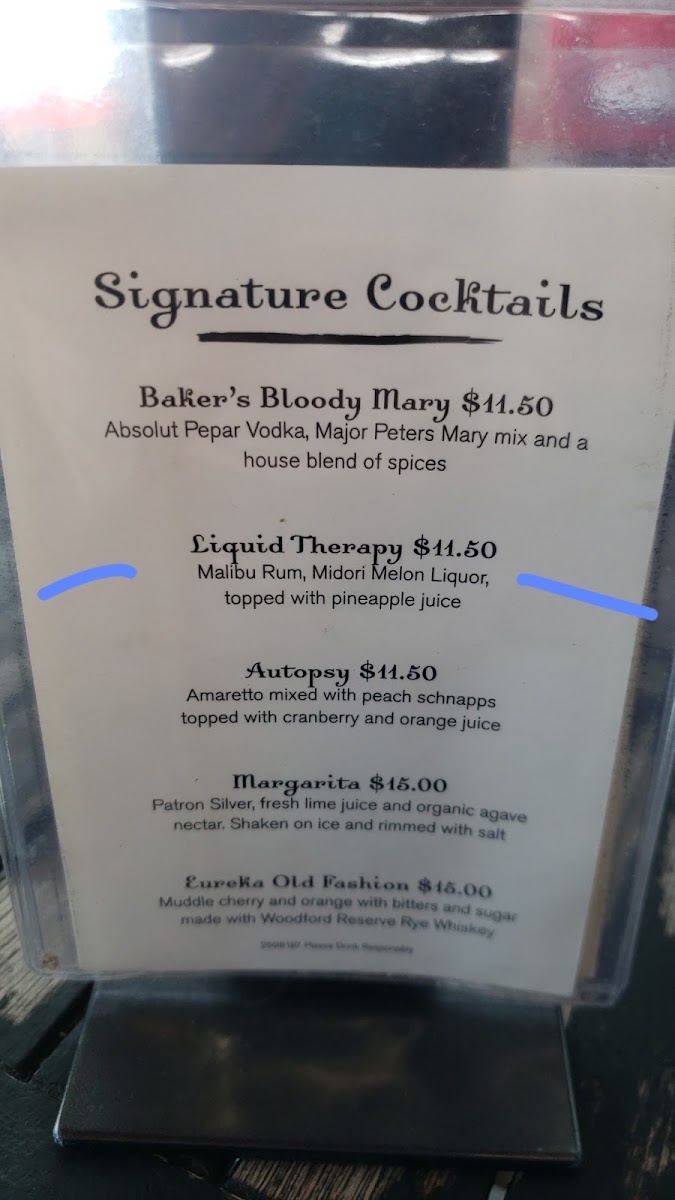 Signature Cocktails
Baker's Bloody Mary $11.50
Absolut Pepar Vodka, Major Peters Mary mix and a
house blend of spices
Liquid Therapy $11.50
Malibu Rum, Midori Melon Liquor,
topped with pineapple juice
Autopsy $11.50
Amaretto mixed with peach schnapps
topped with cranberry and orange juice
Margarita $15.00
Patron Silver, fresh lime juice and organic agave
nectar. Shaken on ice and rimmed with salt
Eureka Old Fashion $15.00
Muddle cherry and orange with bitters and sugar
made with Woodford Reserve Rye Whiskey
Please Drink Responsibly